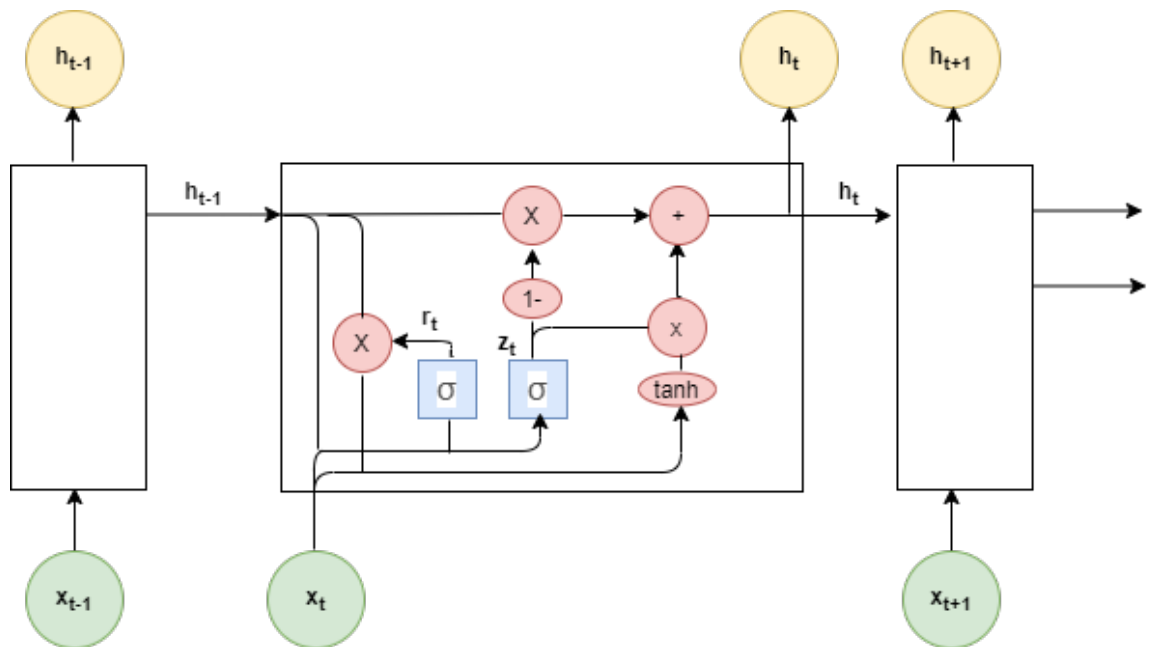 h_{t-1}
h_t
h_{t+1}
h_{t-1}
h_t
X
+
1-
r_t
z_t
X
x
σ
σ
tanh
x_{t-1}
x_t
x_{t+1}